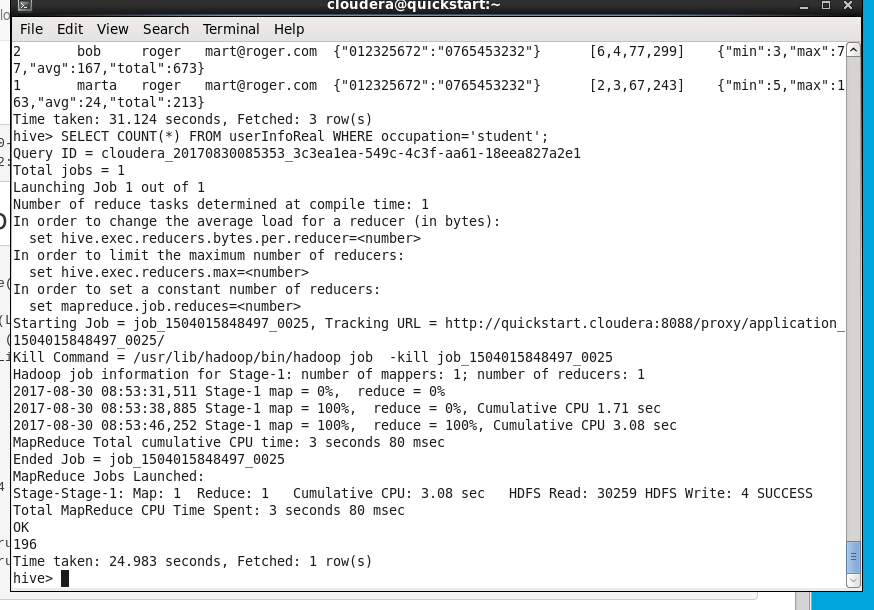 cloudera@quickstart:~
File Edit View Search Terminal Help
2       bob     roger   mart@roger.com  {"012325672":"0765453232"}      [6,4,77,299]    {"min":3,"max":7
7,"avg":167,"total":673}
1       marta   roger   mart@roger.com  {"012325672":"0765453232"}      [2,3,67,243]    {"min":5,"max":1
63,"avg":24,"total":213}
Time taken: 31.124 seconds, Fetched: 3 row(s)
hive> SELECT COUNT(*) FROM userInfoReal WHERE occupation='student';
Query ID = cloudera_20170830085353_3c3ea1ea-549c-4c3f-aa61-18eea827a2e1
Total jobs = 1
Launching Job 1 out of 1
Number of reduce tasks determined at compile time: 1
In order to change the average load for a reducer (in bytes):
  set hive.exec.reducers.bytes.per.reducer=<number>
In order to limit the maximum number of reducers:
  set hive.exec.reducers.max=<number>
In order to set a constant number of reducers:
  set mapreduce.job.reduces=<number>
Starting Job = job_1504015848497_0025, Tracking URL = http://quickstart.cloudera:8088/proxy/application_
1504015848497_0025/
Kill Command = /usr/lib/hadoop/bin/hadoop job  -kill job_1504015848497_0025
Hadoop job information for Stage-1: number of mappers: 1; number of reducers: 1
2017-08-30 08:53:31,511 Stage-1 map = 0%,  reduce = 0%
2017-08-30 08:53:38,885 Stage-1 map = 100%,  reduce = 0%, Cumulative CPU 1.71 sec
2017-08-30 08:53:46,252 Stage-1 map = 100%,  reduce = 100%, Cumulative CPU 3.08 sec
MapReduce Total cumulative CPU time: 3 seconds 80 msec
Ended Job = job_1504015848497_0025
MapReduce Jobs Launched:
Stage-Stage-1: Map: 1  Reduce: 1   Cumulative CPU: 3.08 sec   HDFS Read: 30259 HDFS Write: 4 SUCCESS
Total MapReduce CPU Time Spent: 3 seconds 80 msec
OK
196
Time taken: 24.983 seconds, Fetched: 1 row(s)
hive>